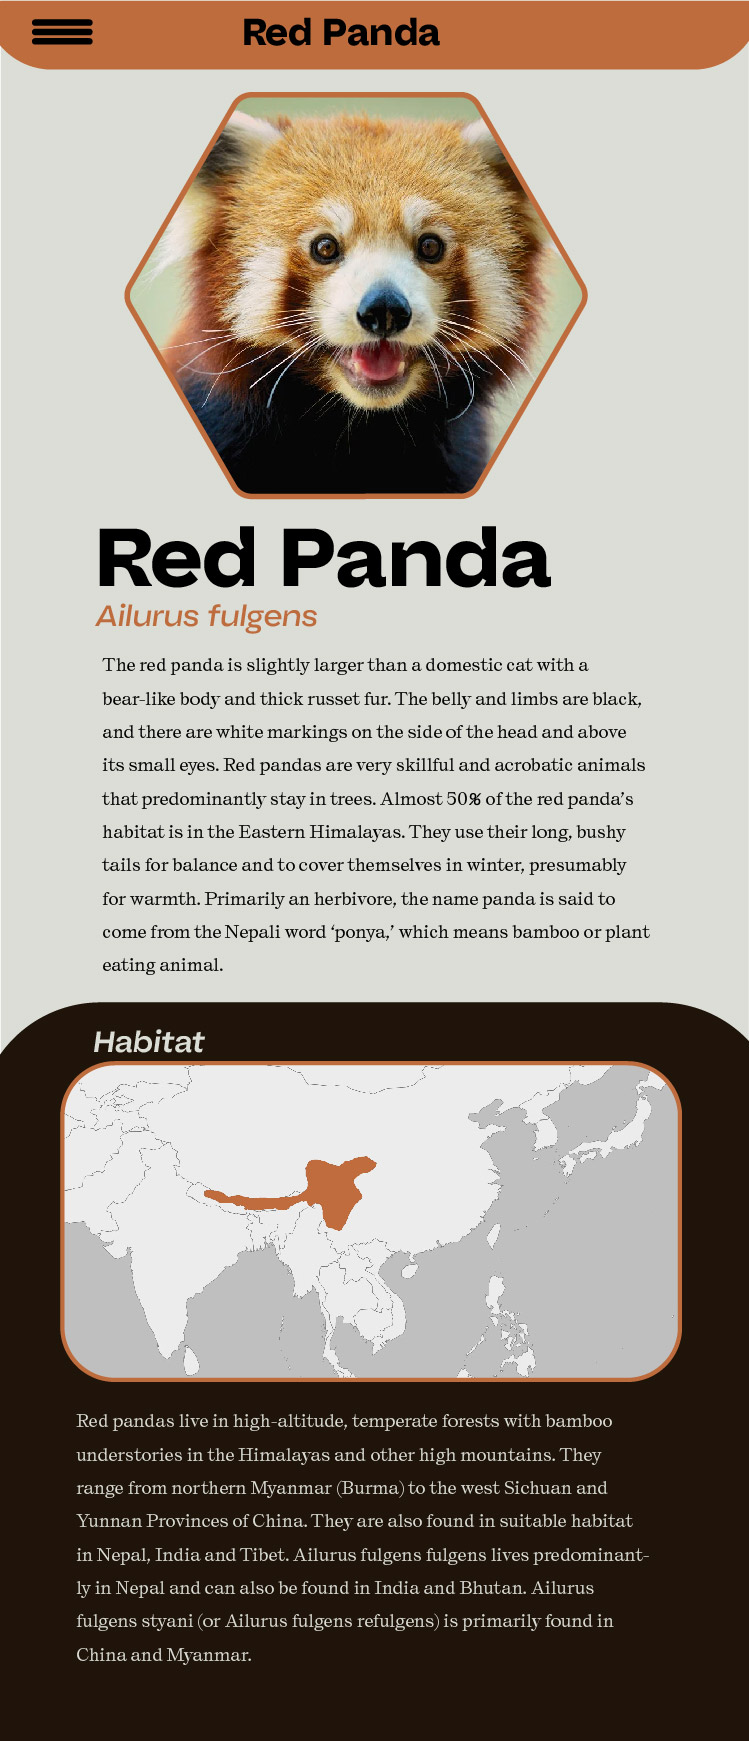 Red Panda
Red Panda
Ailurus fulgens
The red panda is slightly larger than a domestic cat with a
bear-like body and thick russet fur. The belly and limbs are black,
and there are white markings on the side of the head and above
its small eyes. Red pandas are very skillful and acrobatic animals
that predominantly stay in trees. Almost 50% of the red panda’s
habitat is in the Eastern Himalayas. They use their long, bushy
tails for balance and to cover themselves in winter, presumably
for warmth. Primarily an herbivore, the name panda is said to
come from the Nepali word ‘ponya,’ which means bamboo or plant
eating animal.
Habitat
Red pandas live in high-altitude, temperate forests with bamboo
understories in the Himalayas and other high mountains. They
range from northern Myanmar (Burma) to the west Sichuan and
Yunnan Provinces of China. They are also found in suitable habitat
in Nepal, India and Tibet. Ailurus fulgens fulgens lives predominant-
ly in Nepal and can also be found in India and Bhutan. Ailurus
fulgens styani (or Ailurus fulgens refulgens) is primarily found in
China and Myanmar.